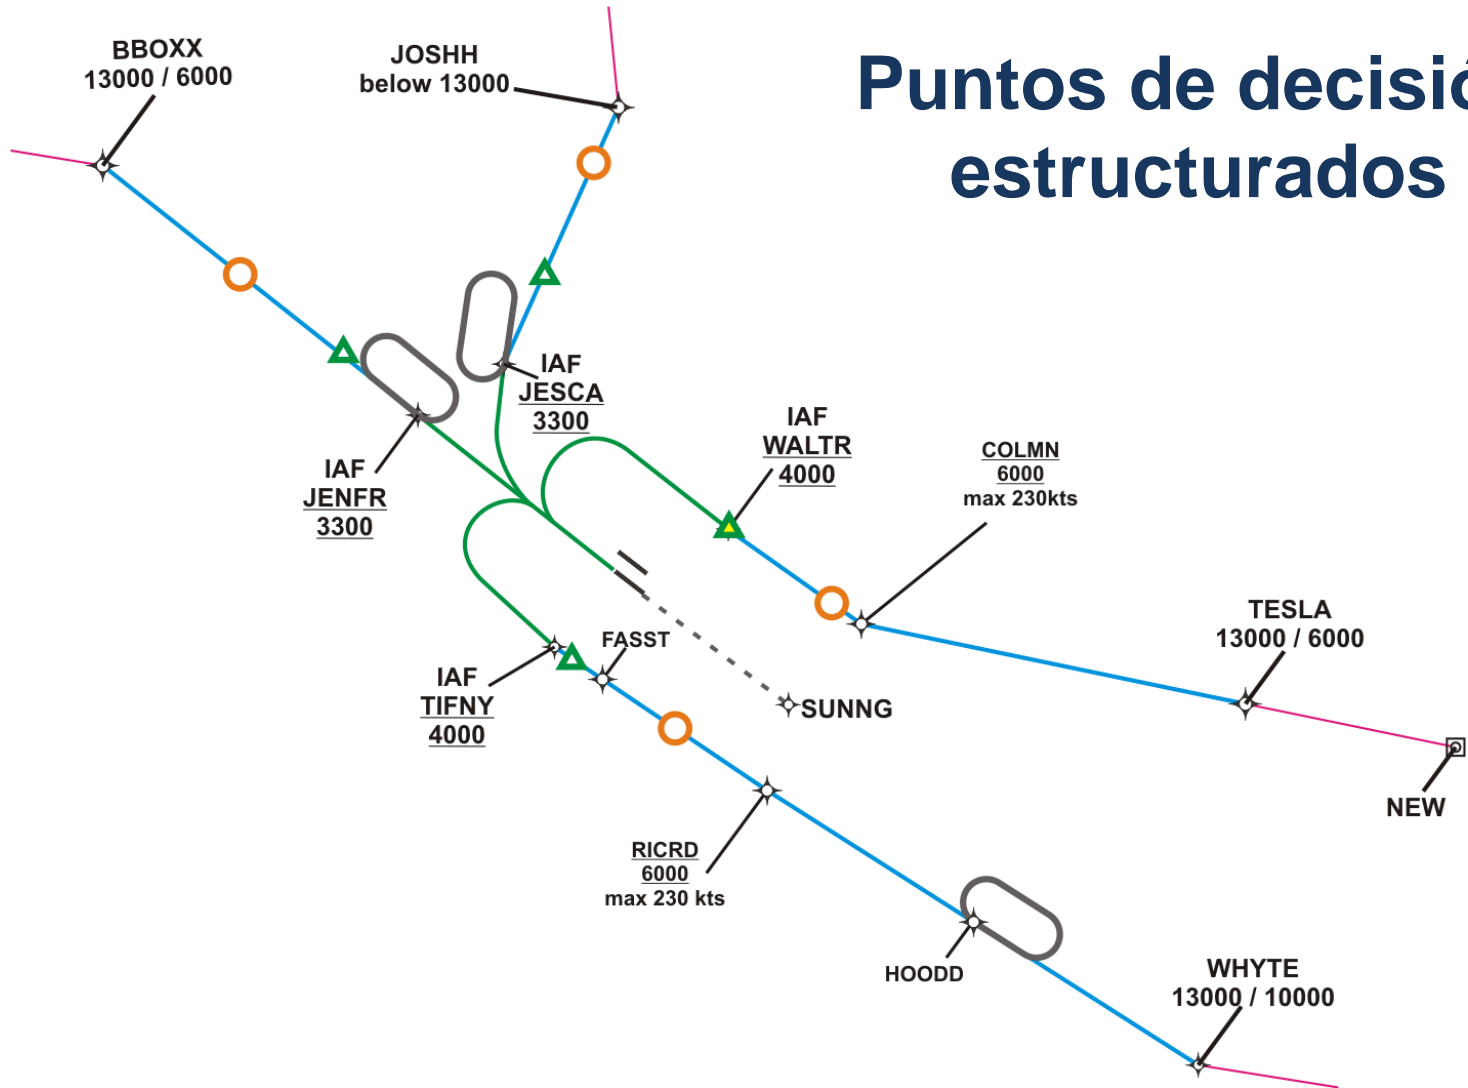 Puntos de decisió
estructurados
BBOXX
13000 / 6000
JOSHH
below 13000
IAF
JESCA
3300
IAF
WALTR
4000
COLMN
6000
max 230kts
IAF
JENFR
3300
TESLA
13000 / 6000
FASST
IAF
TIFNY
4000
SUNNG
NEW
RICRD
6000
max 230 kts
HOODD
WHYTE
13000 / 10000